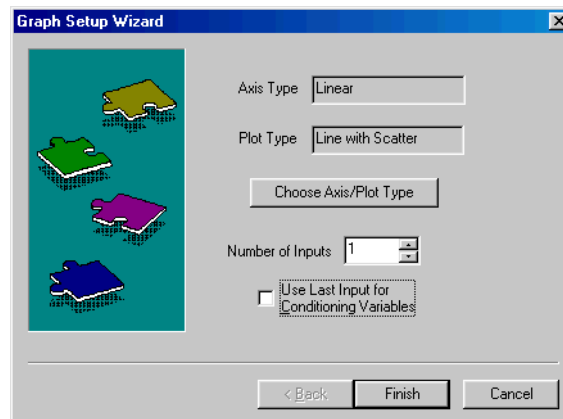 Graph Setup Wizard
Axis Type Linear
Plot Type Line with Scatter
Choose Axis/Plot Type
Number of Inputs 1
Use Last Input for
Conditioning Variables
< Back Finish Cancel